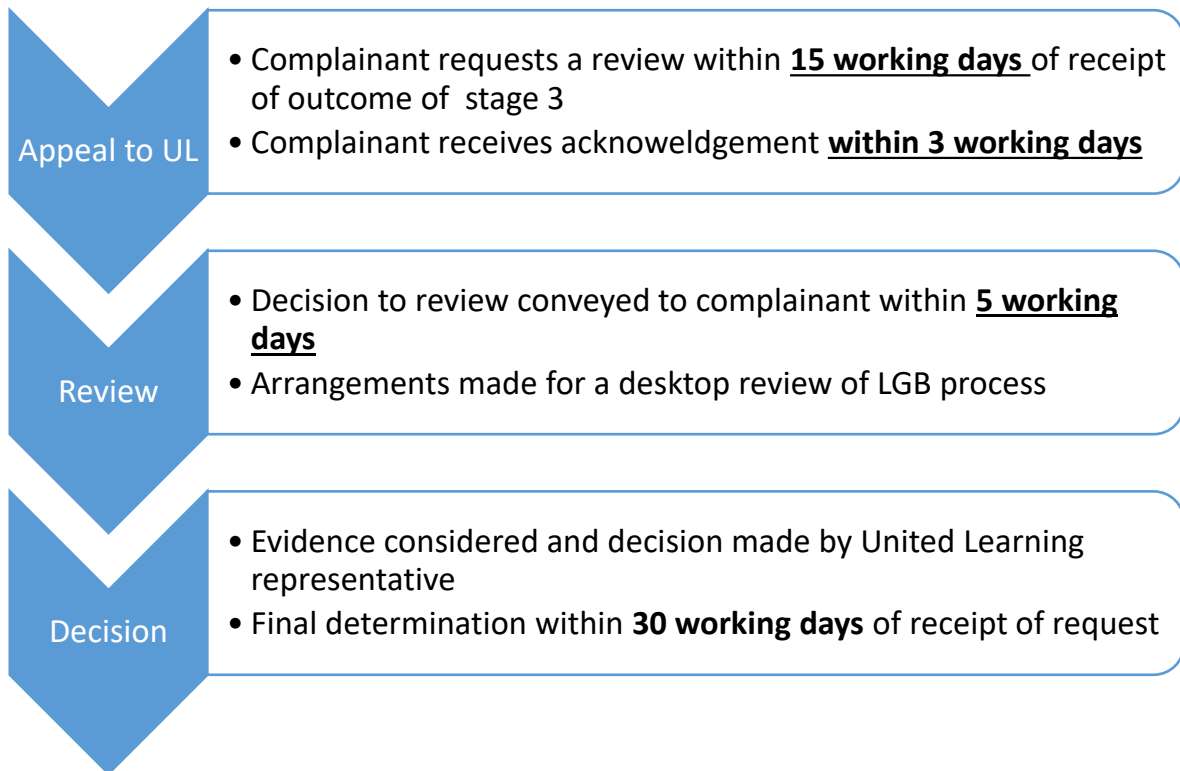 Appeal to UL
• Complainant requests a review within 15 working days of receipt
of outcome of  stage 3
• Complainant receives acknoweldgement within 3 working days
Review
• Decision to review conveyed to complainant within 5 working
days
• Arrangements made for a desktop review of LGB process
Decision
• Evidence considered and decision made by United Learning
representative
• Final determination within 30 working days of receipt of request